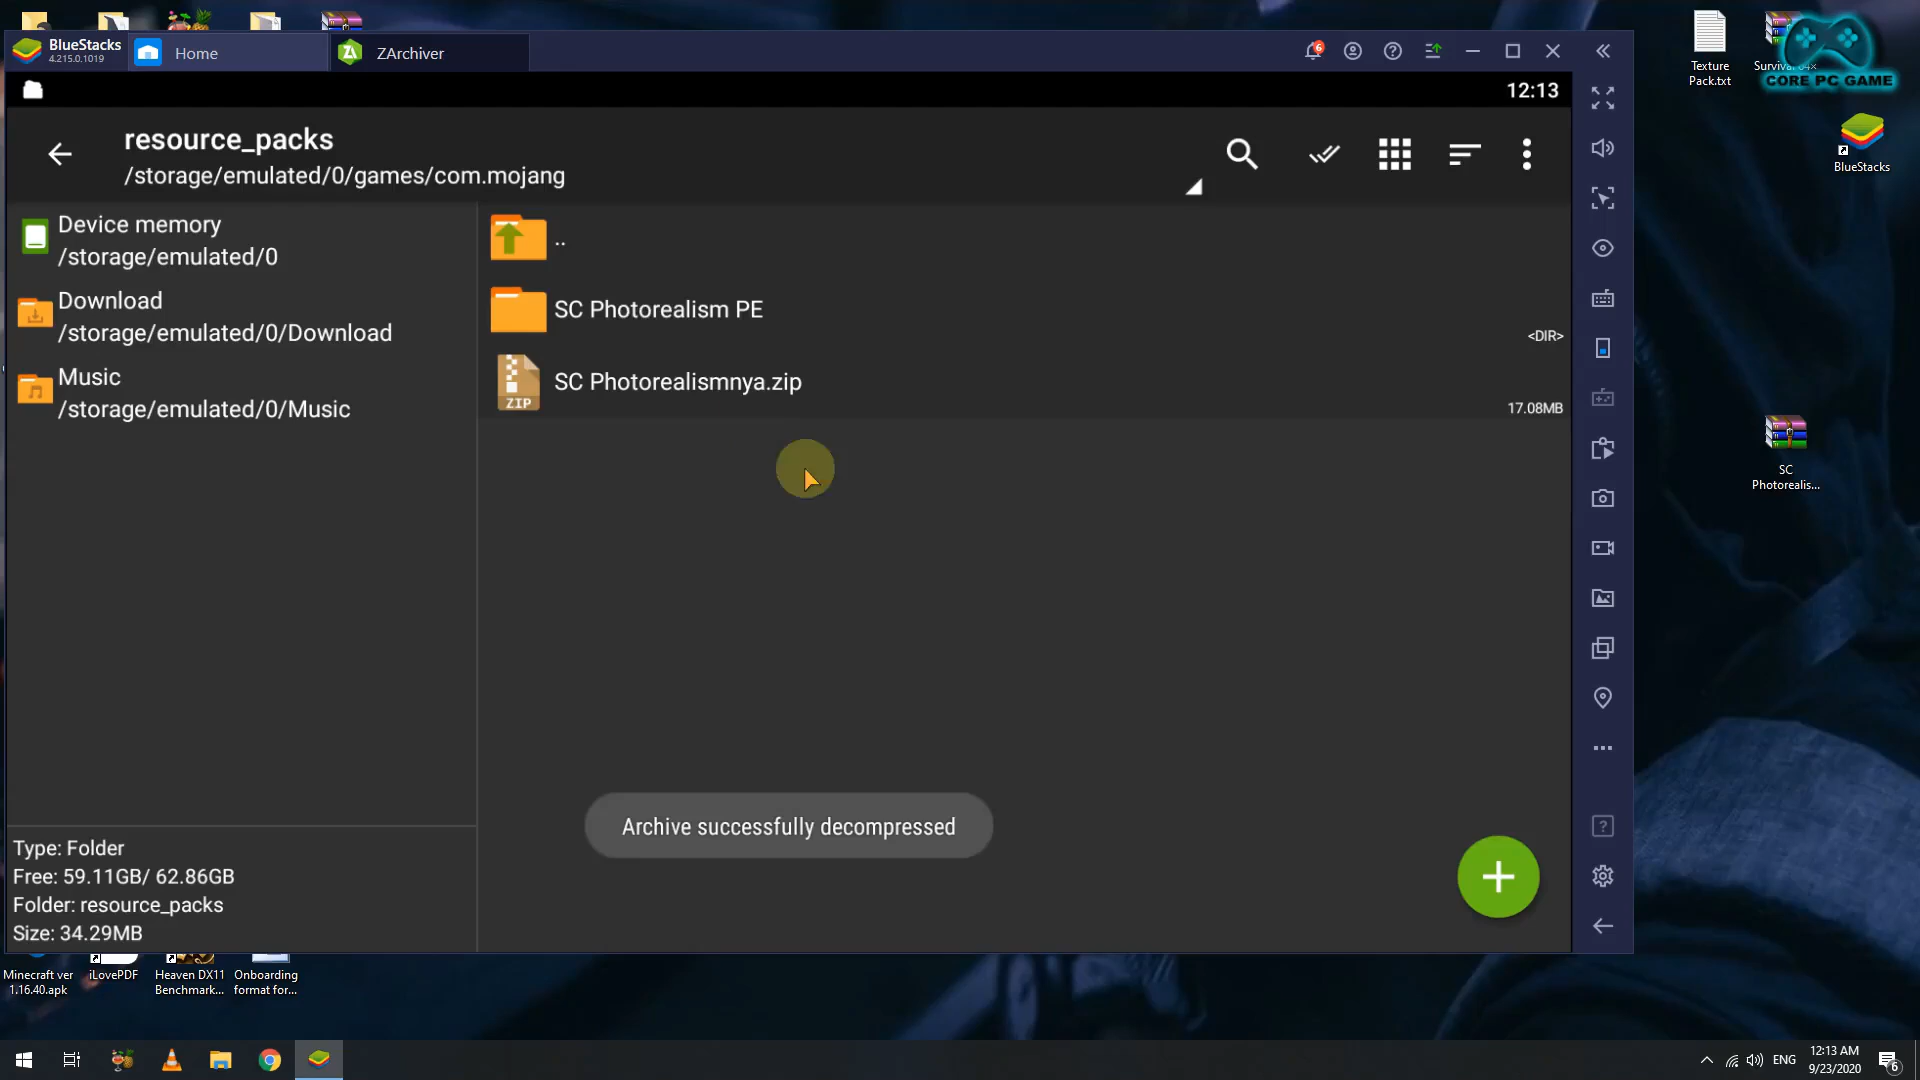 BlueStacks
4.215.0.1019
Home
ZArchiver
6
Texture
Pack.txt
CORE PC GAME
BlueStacks
12:13
resource_packs
/storage/emulated/0/games/com.mojang
Device memory
/storage/emulated/0
Download
/storage/emulated/0/Download
Music
/storage/emulated/0/Music
..
SC Photorealism PE
<DIR>
SC Photorealismnya.zip
ZIP
17.08MB
SC
Photorealis...
Archive successfully decompressed
Type: Folder
Free: 59.11GB/ 62.86GB
Folder: resource_packs
Size: 34.29MB
Minecraft ver
1.16.40.apk
iLovePDF
Heaven DX11
Benchmark...
Onboarding
format for...
ENG
12:13 AM
9/23/2020
6